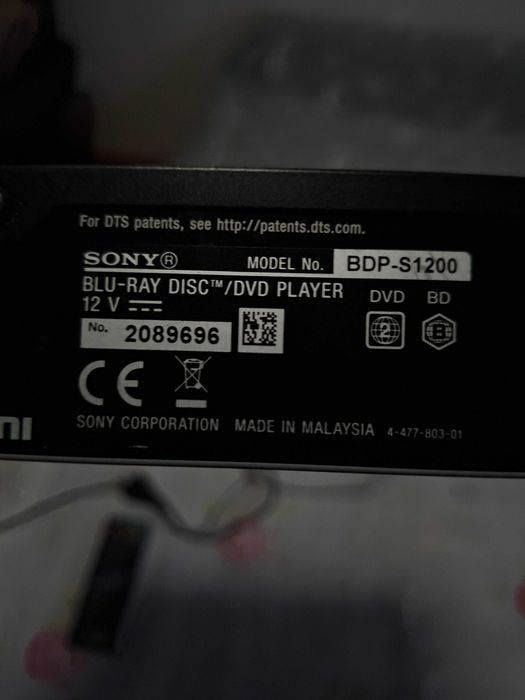 For DTS patents, see http://patents.dts.com.
SONY® MODEL No. BDP-S1200
BLU-RAY DISC™/DVD PLAYER DVD BD
12 V
No. 2089696 2 B
CE
mi SONY CORPORATION MADE IN MALAYSIA 4-477-803-01